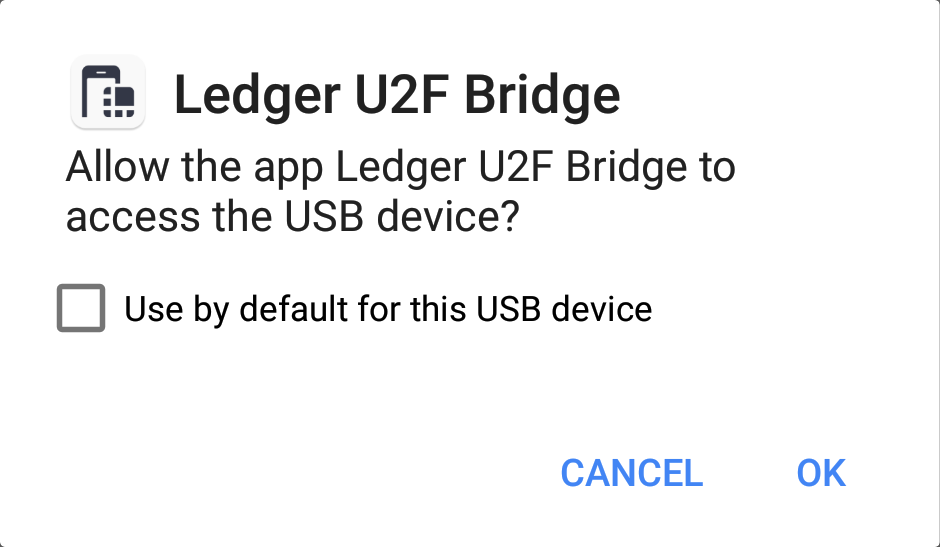 Ledger U2F Bridge
Allow the app Ledger U2F Bridge to
access the USB device?
Use by default for this USB device
CANCEL OK